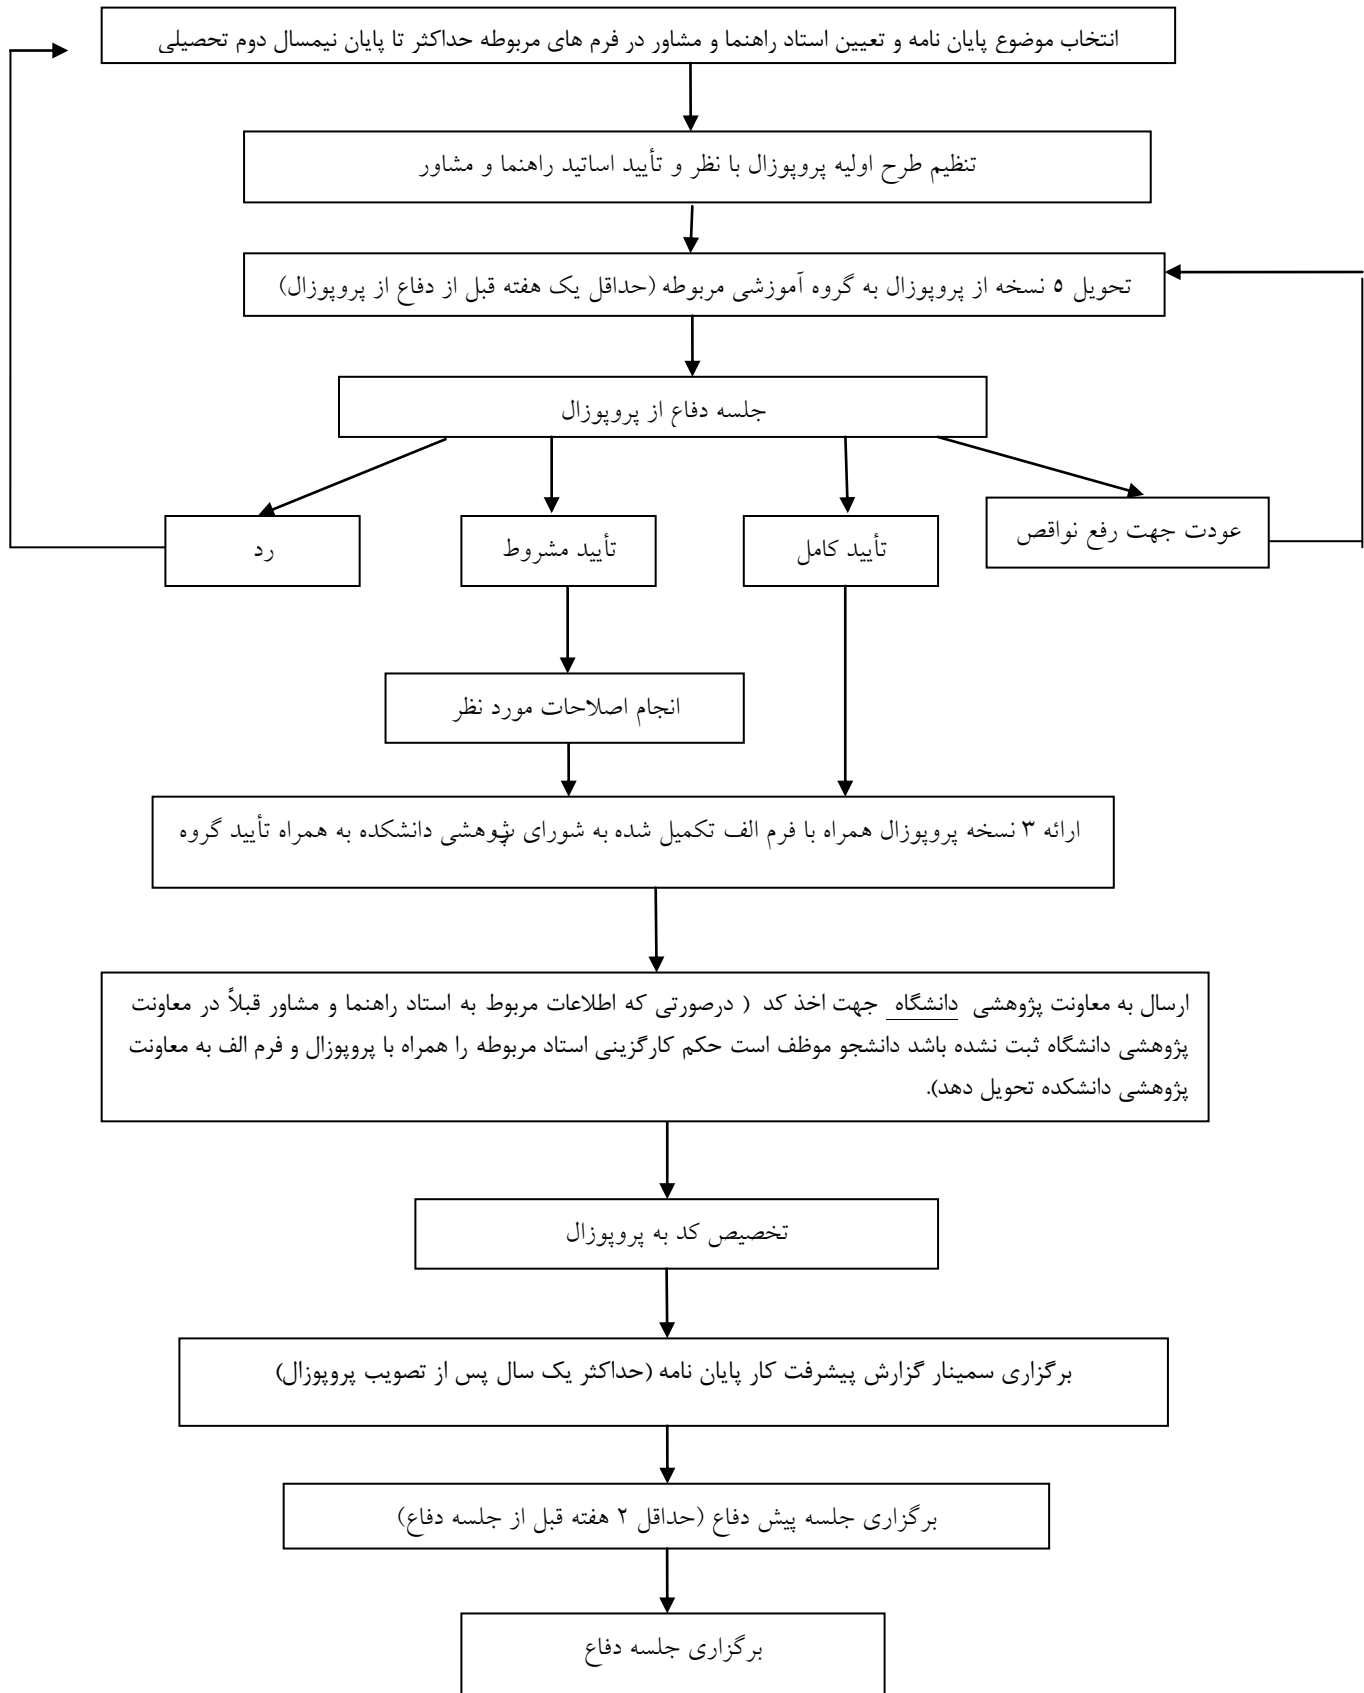 انتخاب موضوع پایان نامه و تعیین استاد راهنما و مشاور در فرم های مربوطه حداکثر تا پایان نیمسال دوم تحصیلی
تنظیم طرح اولیه پروپوزال با نظر و تأیید اساتید راهنما و مشاور
تحویل ۵ نسخه از پروپوزال به گروه آموزشی مربوطه (حداقل یک هفته قبل از دفاع از پروپوزال)
جلسه دفاع از پروپوزال
عودت جهت رفع نواقص
تأیید کامل
تأیید مشروط
رد
انجام اصلاحات مورد نظر
ارائه ۳ نسخه پروپوزال همراه با فرم الف تکمیل شده به شورای پژوهشی دانشکده به همراه تأیید گروه
ارسال به معاونت پژوهشی دانشگاه جهت اخذ کد ( درصورتی که اطلاعات مربوط به استاد راهنما و مشاور قبلاً در معاونت
پژوهشی دانشگاه ثبت نشده باشد دانشجو موظف است حکم کارگزینی استاد مربوطه را همراه با پروپوزال و فرم الف به معاونت
پژوهشی دانشکده تحویل دهد).
تخصیص کد به پروپوزال
برگزاری سمینار گزارش پیشرفت کار پایان نامه (حداکثر یک سال پس از تصویب پروپوزال)
برگزاری جلسه پیش دفاع (حداقل ۲ هفته قبل از جلسه دفاع)
برگزاری جلسه دفاع